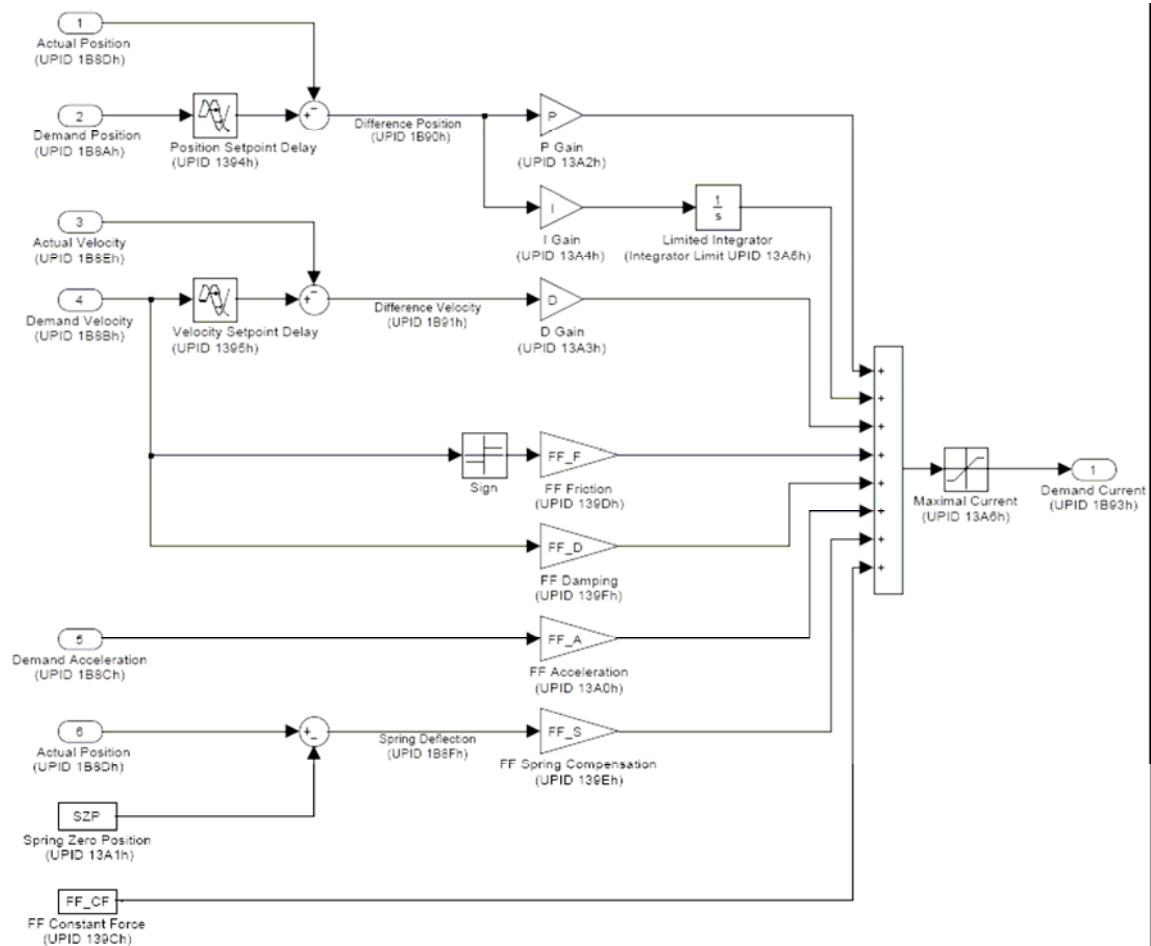 1
Actual Position
(UPID 1B8Dh)
2
Demand Position
(UPID 1B8Ah)
Position Setpoint Delay
(UPID 1394h)
+ -
Difference Position
(UPID 1B90h)
P
P Gain
(UPID 13A2h)
I
I Gain
(UPID 13A4h)
1
s
Limited Integrator
(Integrator Limit UPID 13A5h)
3
Actual Velocity
(UPID 1B8Eh)
4
Demand Velocity
(UPID 1B8Bh)
Velocity Setpoint Delay
(UPID 1395h)
+ -
Difference Velocity
(UPID 1B91h)
D
D Gain
(UPID 13A3h)
Sign
FF_F
FF Friction
(UPID 139Dh)
FF_D
FF Damping
(UPID 139Fh)
5
Demand Acceleration
(UPID 1B8Ch)
FF_A
FF Acceleration
(UPID 13A0h)
6
Actual Position
(UPID 1B8Dh)
+ -
Spring Deflection
(UPID 1B8Fh)
FF_S
FF Spring Compensation
(UPID 139Eh)
SZP
Spring Zero Position
(UPID 13A1h)
FF_CF
FF Constant Force
(UPID 139Ch)
+
+
+
+
+
+
+
+
Maximal Current
(UPID 13A6h)
1
Demand Current
(UPID 1B93h)